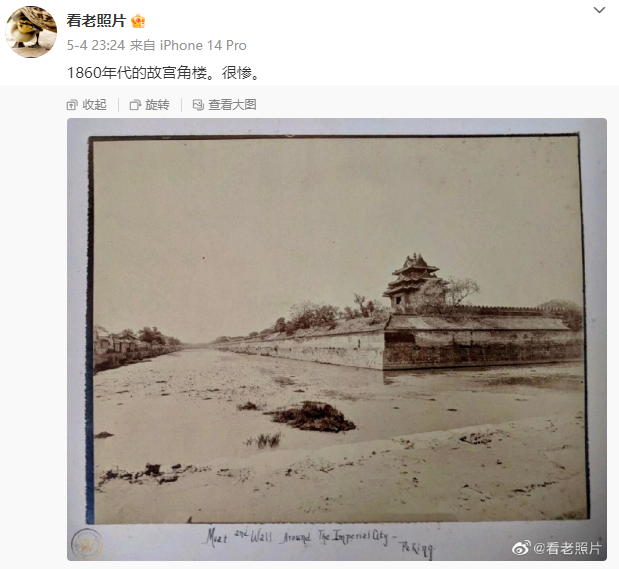 看老照片
5-4 23:24 来自 iPhone 14 Pro
1860年代的故宫角楼。很惨。
收起 旋转 查看大图
Moat and Wall Around The Imperial City -
Peking
@看老照片